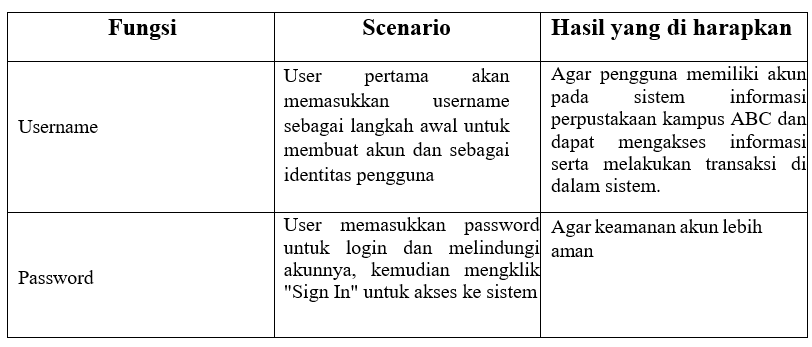 Fungsi
Scenario
Hasil yang di harapkan
Username
User pertama akan
memasukkan username
sebagai langkah awal untuk
membuat akun dan sebagai
identitas pengguna
Agar pengguna memiliki akun
pada sistem informasi
perpustakaan kampus ABC dan
dapat mengakses informasi
serta melakukan transaksi di
dalam sistem.
Password
User memasukkan password
untuk login dan melindungi
akunnya, kemudian mengklik
"Sign In" untuk akses ke sistem
Agar keamanan akun lebih
aman